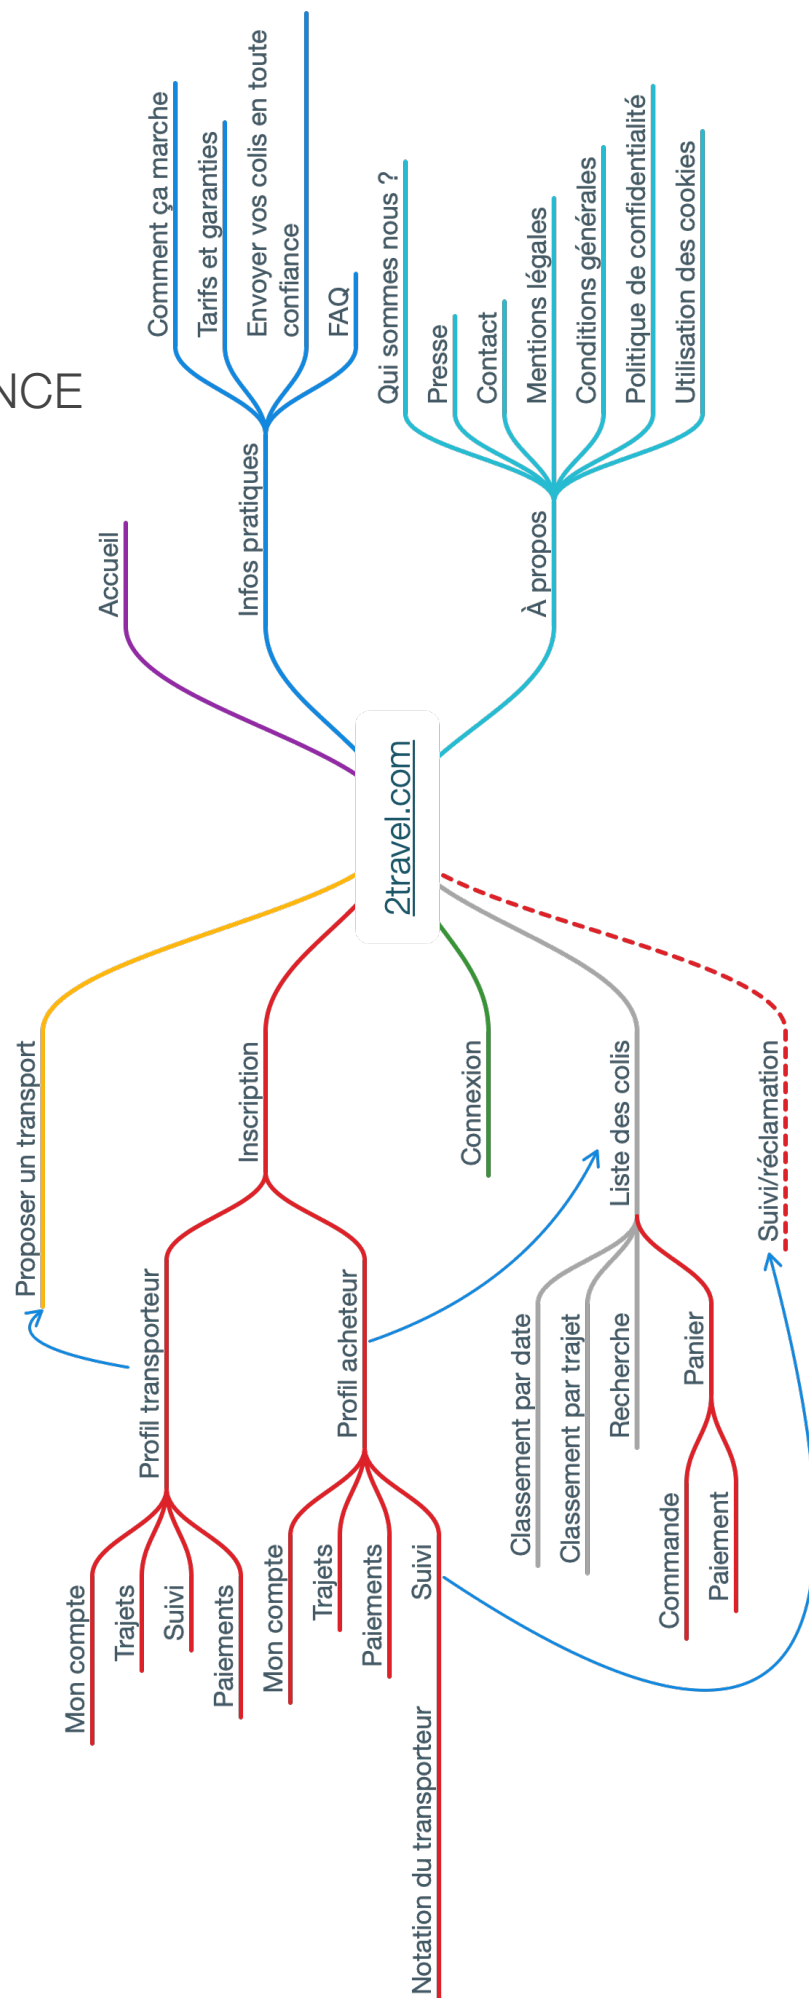 NCE
2travel.com
Accueil
Infos pratiques
Comment ça marche
Tarifs et garanties
Envoyer vos colis en toute
confiance
FAQ
À propos
Qui sommes nous ?
Presse
Contact
Mentions légales
Conditions générales
Politique de confidentialité
Utilisation des cookies
Proposer un transport
Inscription
Profil transporteur
Mon compte
Trajets
Suivi
Paiements
Profil acheteur
Mon compte
Trajets
Paiements
Suivi
Notation du transporteur
Connexion
Liste des colis
Classement par date
Classement par trajet
Recherche
Panier
Commande
Paiement
Suivi/réclamation